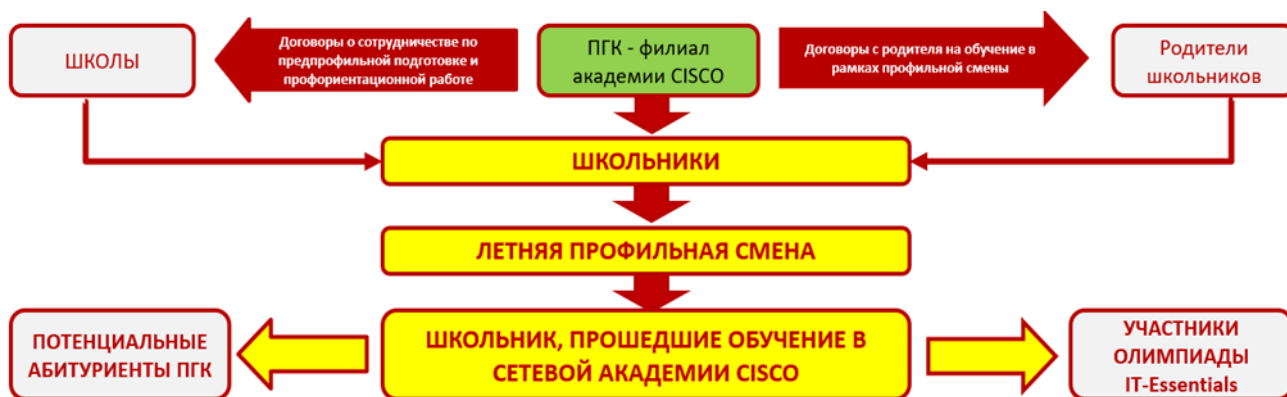 ШКОЛЫ
Договоры о сотрудничестве по
предпрофильной подготовке и
профориентационной работе
ПГК - филиал
академии CISCO
Договоры с родителя на обучение в
рамках профильной смены
Родители
школьников
ШКОЛЬНИКИ
ЛЕТНЯЯ ПРОФИЛЬНАЯ СМЕНА
ПОТЕНЦИАЛЬНЫЕ
АБИТУРИЕНТЫ ПГК
ШКОЛЬНИК, ПРОШЕДШИЕ ОБУЧЕНИЕ В
СЕТЕВОЙ АКАДЕМИИ CISCO
УЧАСТНИКИ
ОЛИМПИАДЫ
IT-Essentials